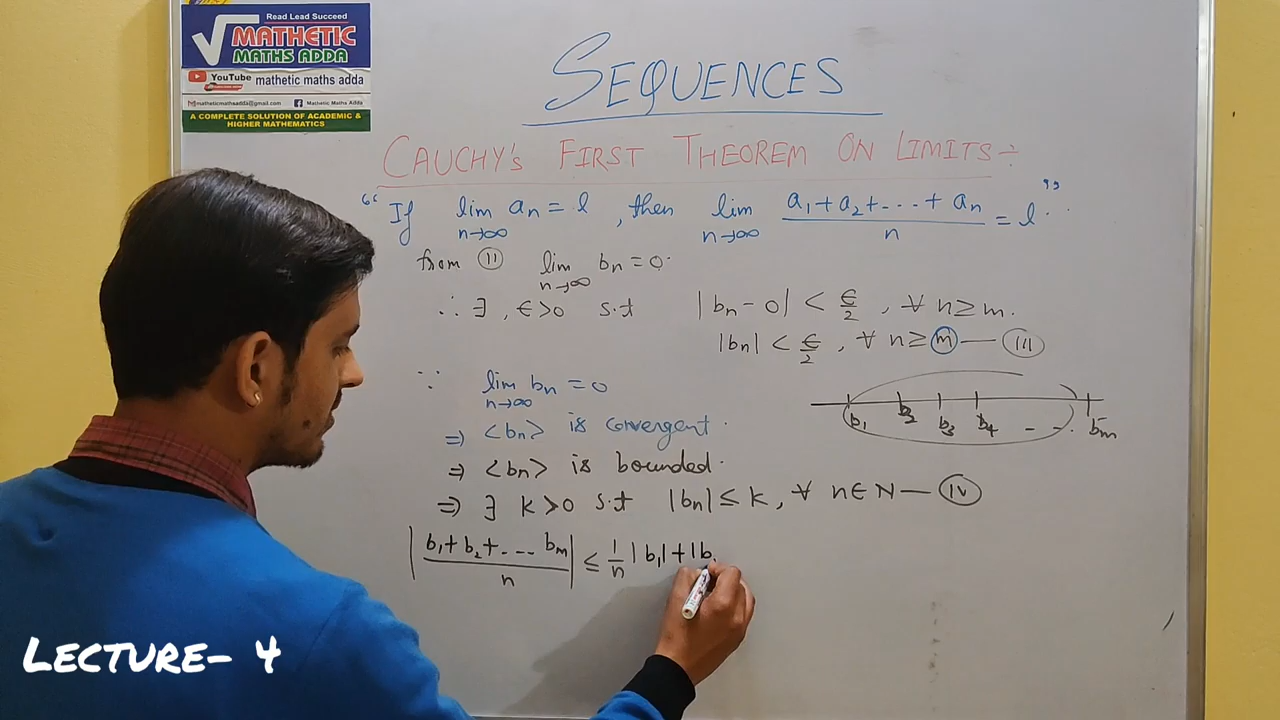 Read Lead Succeed
MATHETIC
MATHS ADDA
YouTube mathetic maths adda
matheticmathsadda@gmail.com Mathetic Maths Adda
A COMPLETE SOLUTION OF ACADEMIC &
HIGHER MATHEMATICS
SEQUENCES
CAUCHY's FIRST THEOREM ON LIMITS ÷
"If lim n→∞ an = l , then lim n→∞ (a1 + a2 + ... + an)/n = l."
from (II) lim n→∞ bn = 0.
∴ ∃ , ϵ>0 s.t |bn - 0| < ϵ/2 , ∀ n ≥ m.
|bn| < ϵ/2 , ∀ n ≥ m — (III)
∵ lim n→∞ bn = 0
b1 b2 b3 b4 - - . bm
⇒ <bn> is convergent.
⇒ <bn> is bounded.
⇒ ∃ K>0 s.t |bn| ≤ K, ∀ n∈N — (IV)
|(b1 + b2 + ... bm)/n| ≤ 1/n |b1| + |b
LECTURE- 4